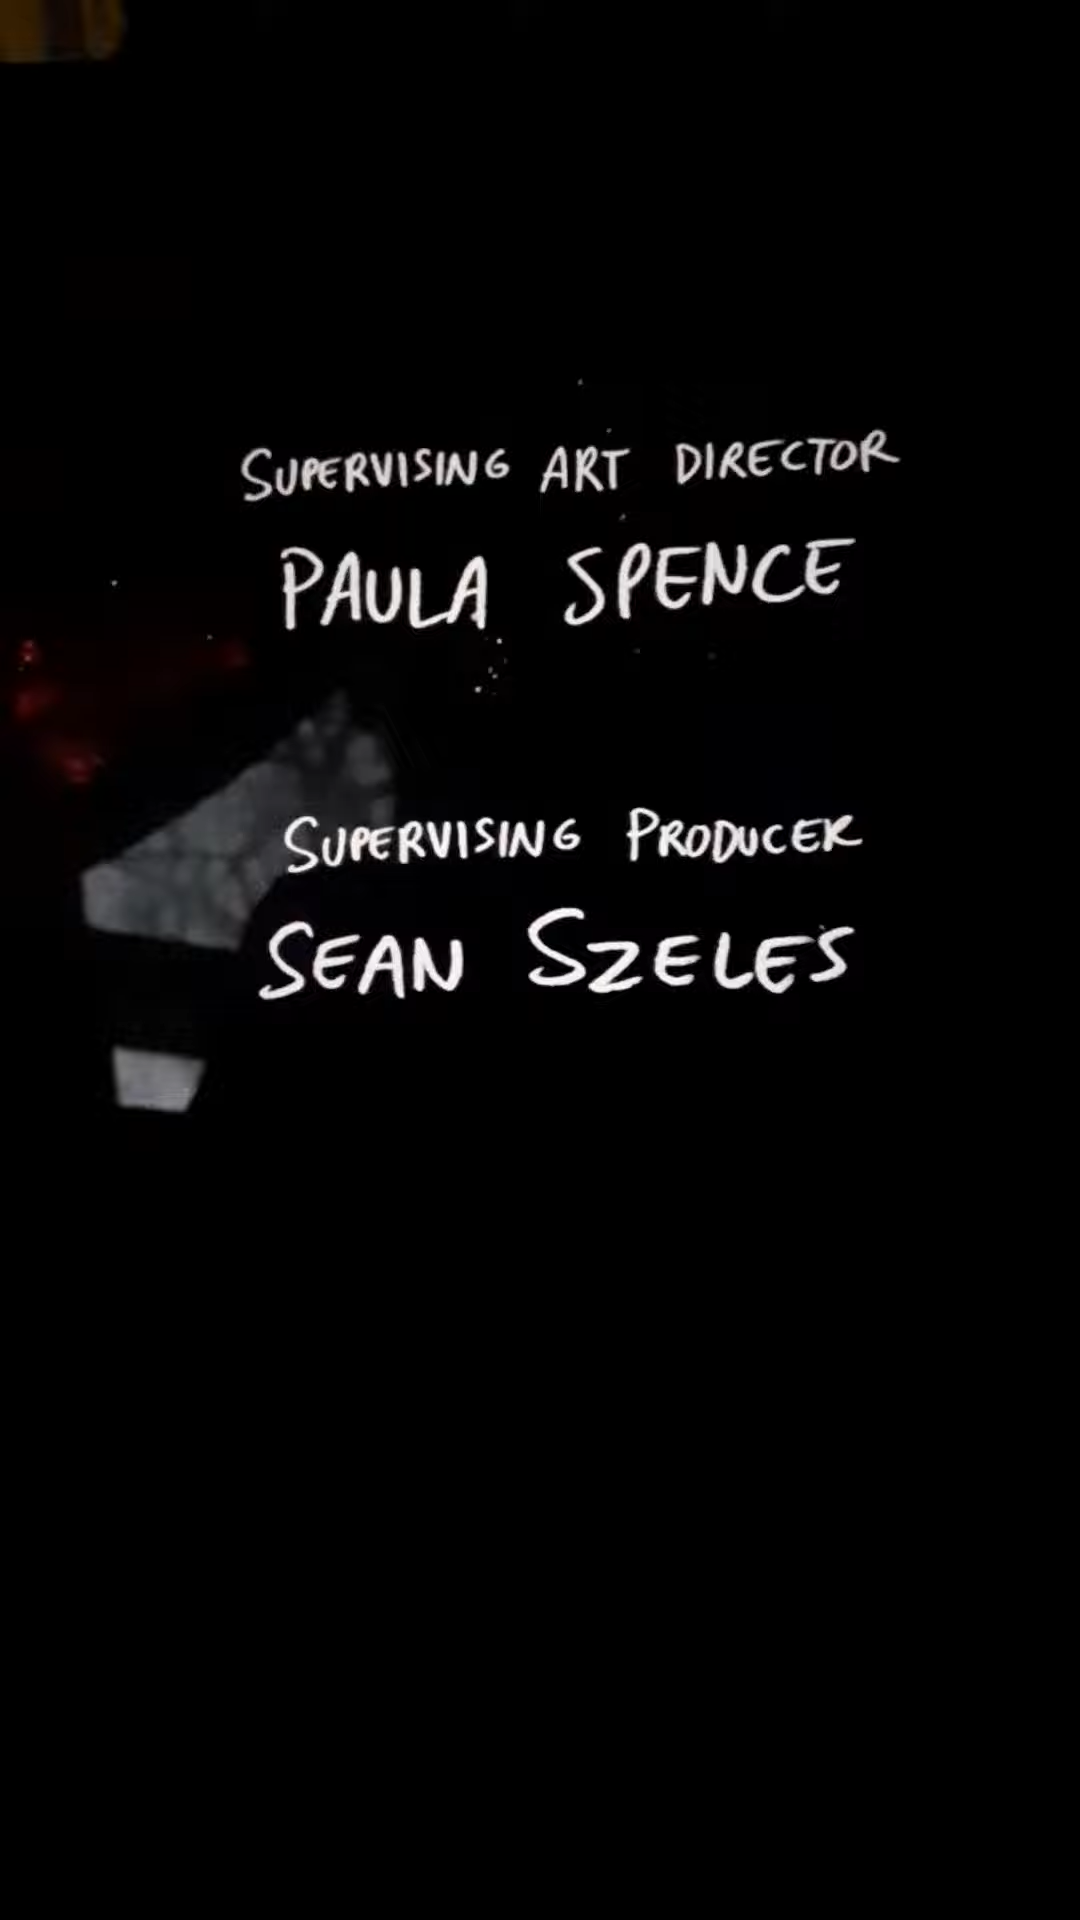 SUPERVISING ART DIRECTOR
PAULA SPENCE
SUPERVISING PRODUCER
SEAN SZELES